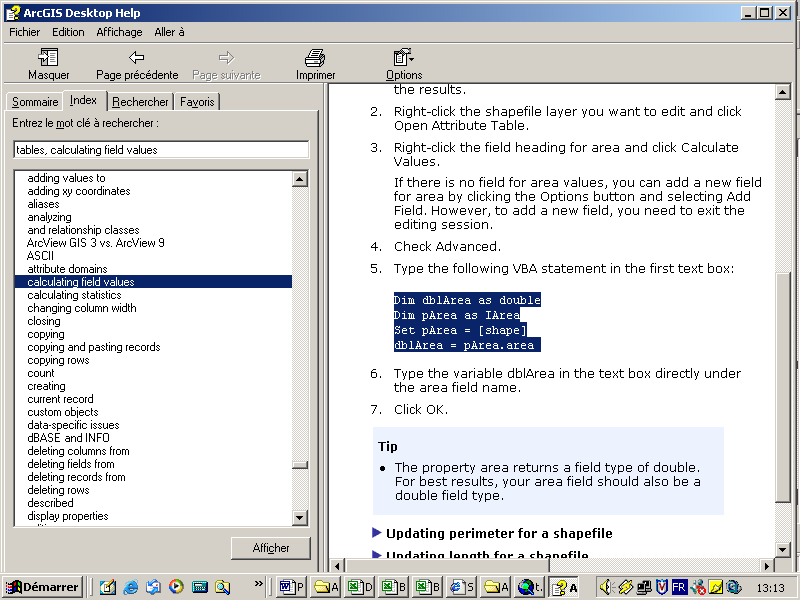 ArcGIS Desktop Help
Fichier Edition Affichage Aller à
Masquer Page précédente Page suivante Imprimer Options
Sommaire Index Rechercher Favoris
Entrez le mot clé à rechercher :
tables, calculating field values
adding values to
adding xy coordinates
aliases
analyzing
and relationship classes
ArcView GIS 3 vs. ArcView 9
ASCII
attribute domains
calculating field values
calculating statistics
changing column width
closing
copying
copying and pasting records
copying rows
count
creating
current record
custom objects
data-specific issues
dBASE and INFO
deleting columns from
deleting fields from
deleting records from
deleting rows
described
display properties
Afficher
the results.
2. Right-click the shapefile layer you want to edit and click
Open Attribute Table.
3. Right-click the field heading for area and click Calculate
Values.
If there is no field for area values, you can add a new field
for area by clicking the Options button and selecting Add
Field. However, to add a new field, you need to exit the
editing session.
4. Check Advanced.
5. Type the following VBA statement in the first text box:
Dim dblArea as double
Dim pArea as IArea
Set pArea = [shape]
dblArea = pArea.area
6. Type the variable dblArea in the text box directly under
the area field name.
7. Click OK.
Tip
• The property area returns a field type of double.
For best results, your area field should also be a
double field type.
Updating perimeter for a shapefile
Updating length for a shapefile
Démarrer » P A D B B S A t. A FR 13:13